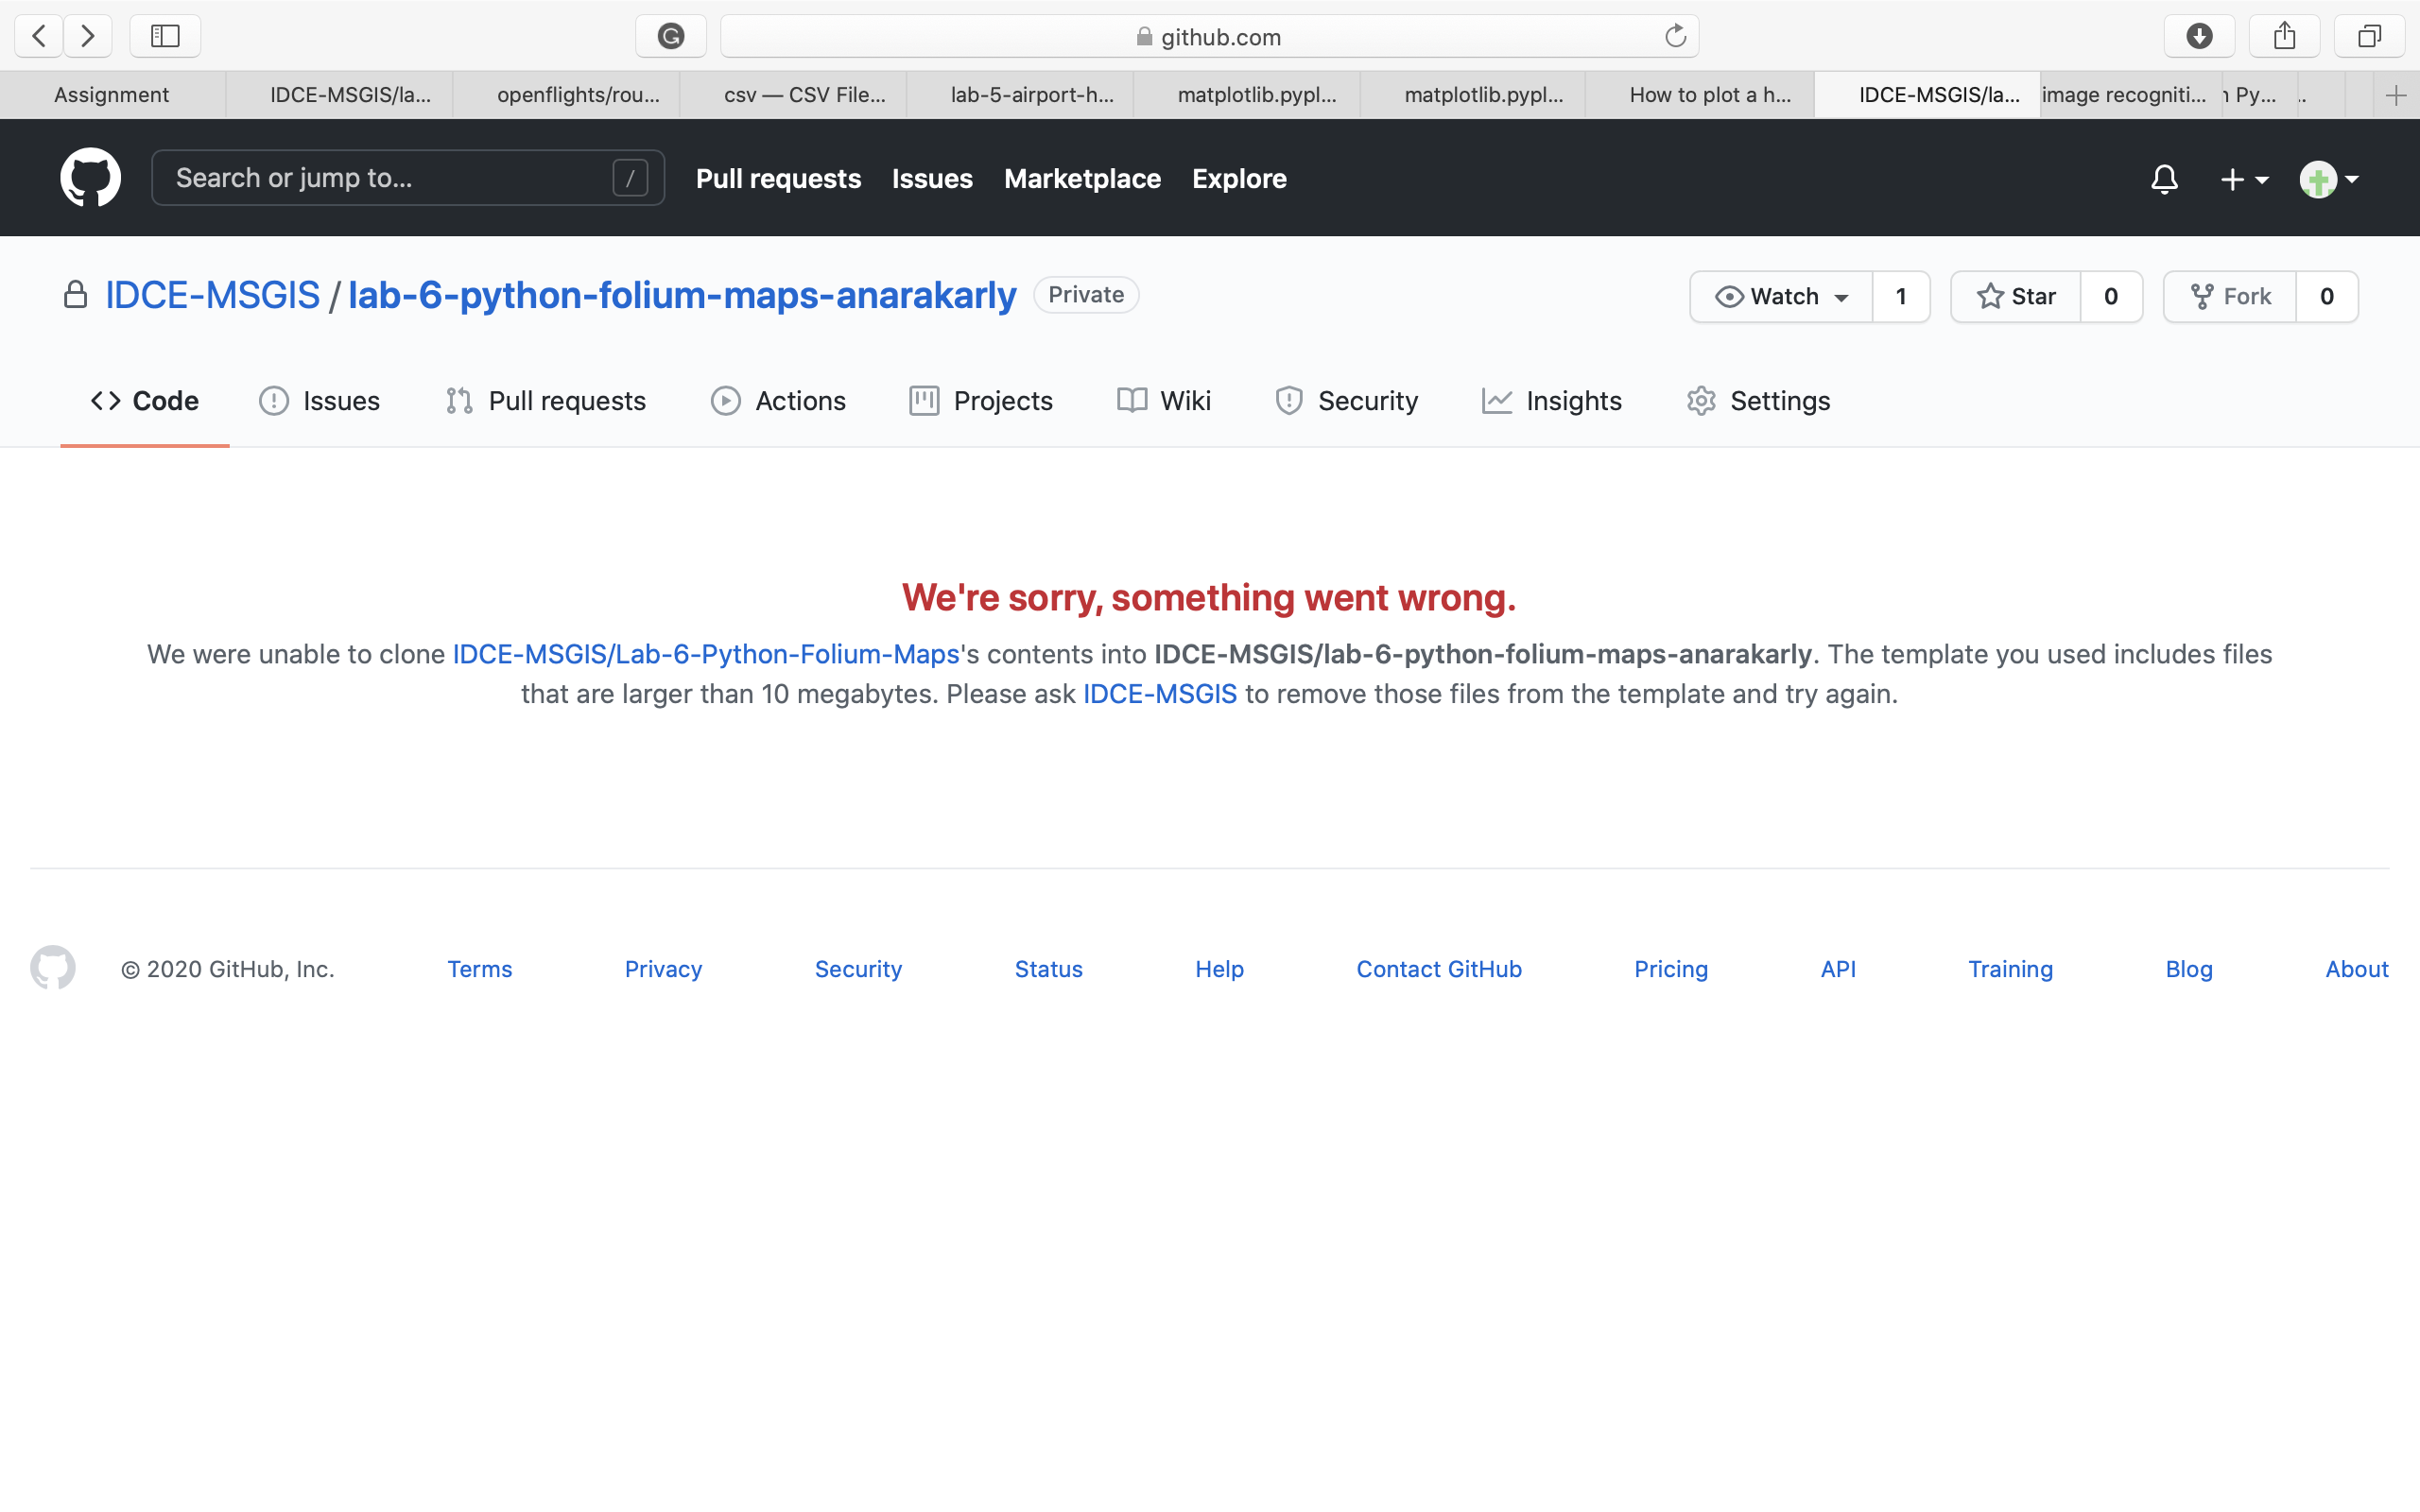 github.com
Assignment IDCE-MSGIS/la... openflights/rou... csv — CSV File... lab-5-airport-h... matplotlib.pypl... matplotlib.pypl... How to plot a h... IDCE-MSGIS/la... image recogniti... Py... ..
Search or jump to... / Pull requests Issues Marketplace Explore
IDCE-MSGIS / lab-6-python-folium-maps-anarakarly Private Watch 1 Star 0 Fork 0
Code Issues Pull requests Actions Projects Wiki Security Insights Settings
We're sorry, something went wrong.
We were unable to clone IDCE-MSGIS/Lab-6-Python-Folium-Maps's contents into IDCE-MSGIS/lab-6-python-folium-maps-anarakarly. The template you used includes files
that are larger than 10 megabytes. Please ask IDCE-MSGIS to remove those files from the template and try again.
© 2020 GitHub, Inc. Terms Privacy Security Status Help Contact GitHub Pricing API Training Blog About